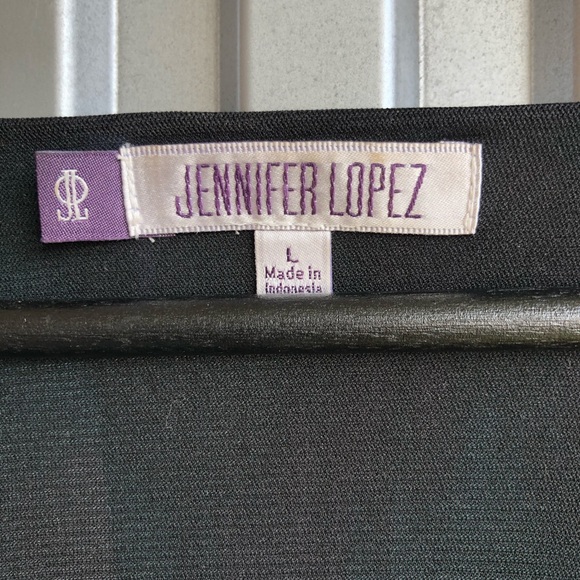 JL
JENNIFER LOPEZ
L
Made in
Indonesia